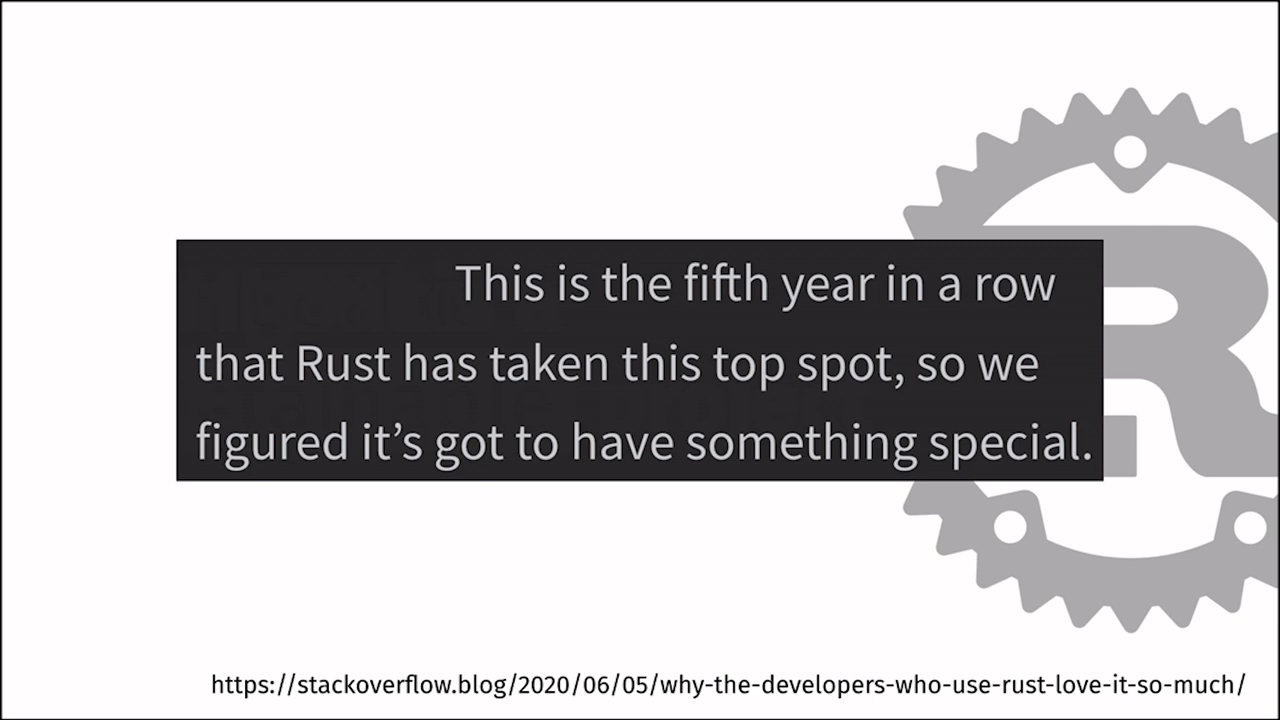 This is the fifth year in a row
that Rust has taken this top spot, so we
figured it’s got to have something special.
https://stackoverflow.blog/2020/06/05/why-the-developers-who-use-rust-love-it-so-much/
R